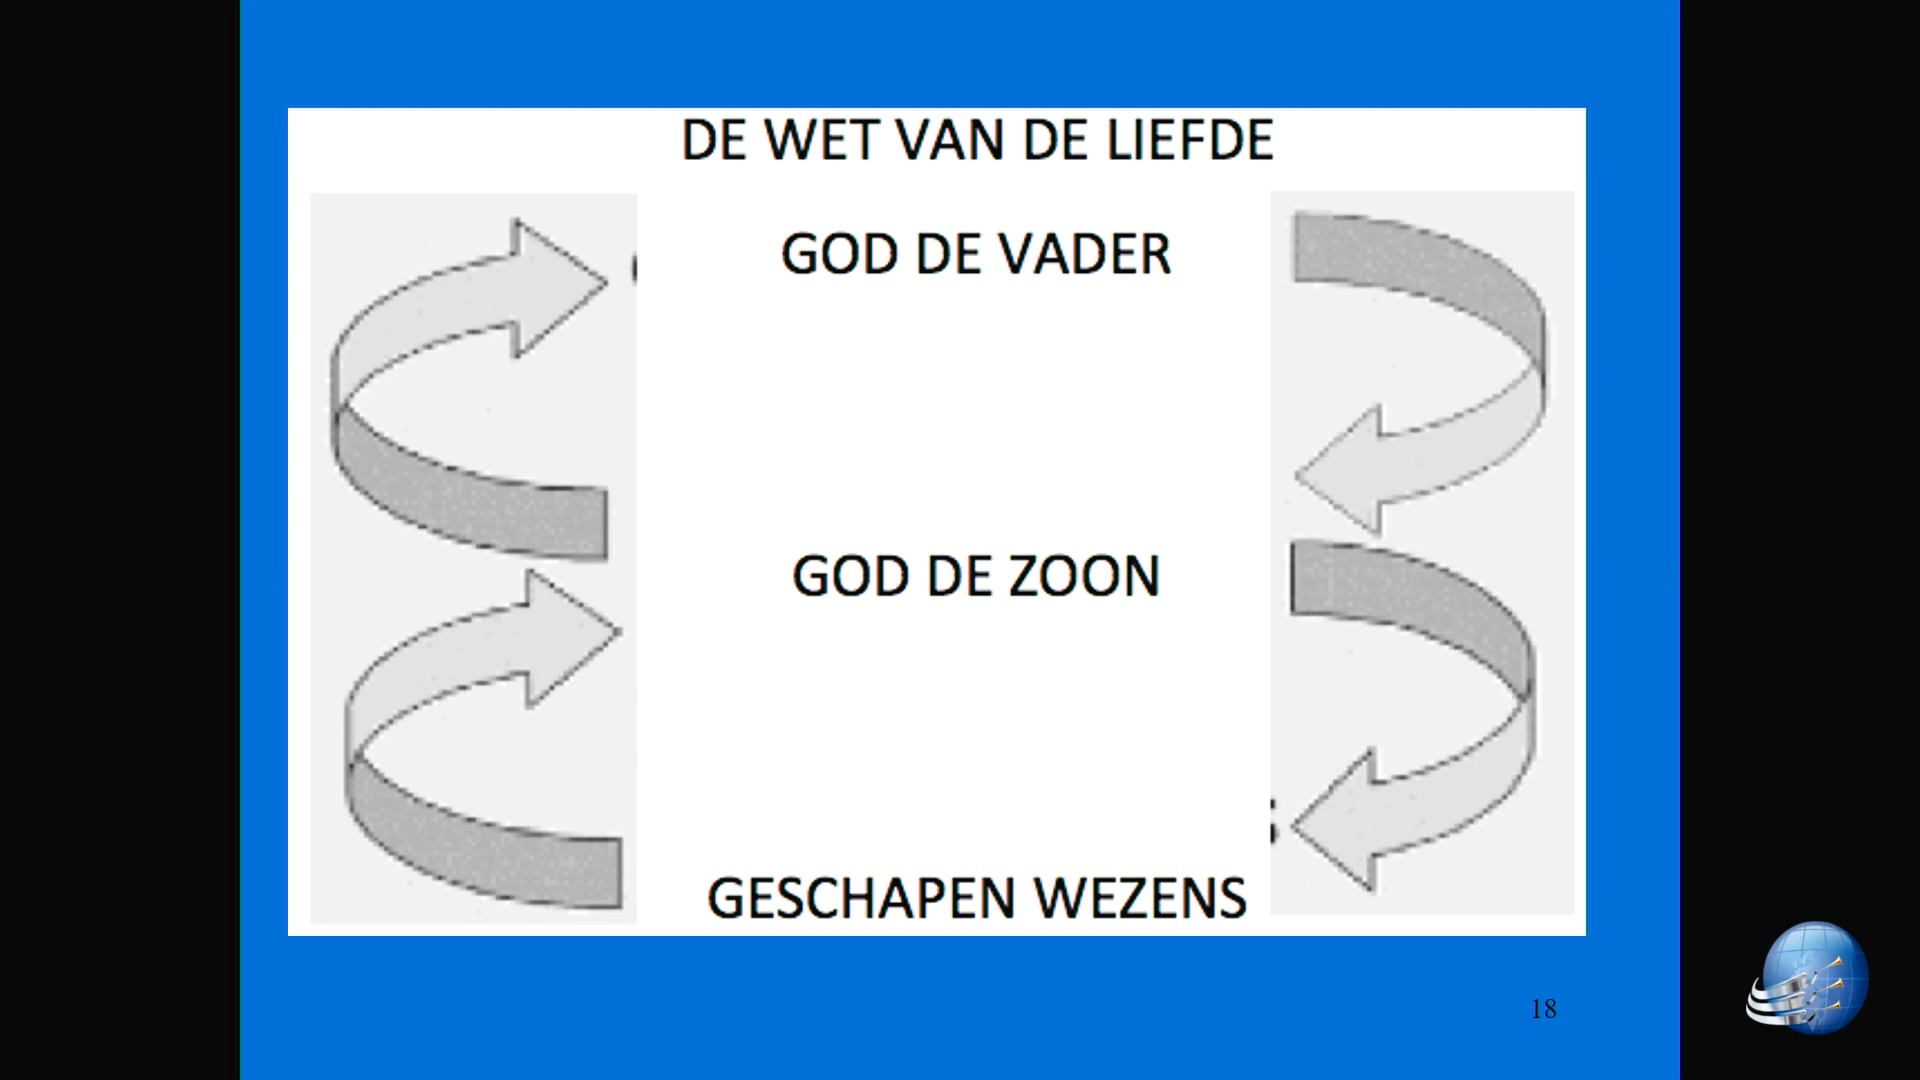 DE WET VAN DE LIEFDE
GOD DE VADER
GOD DE ZOON
GESCHAPEN WEZENS
18